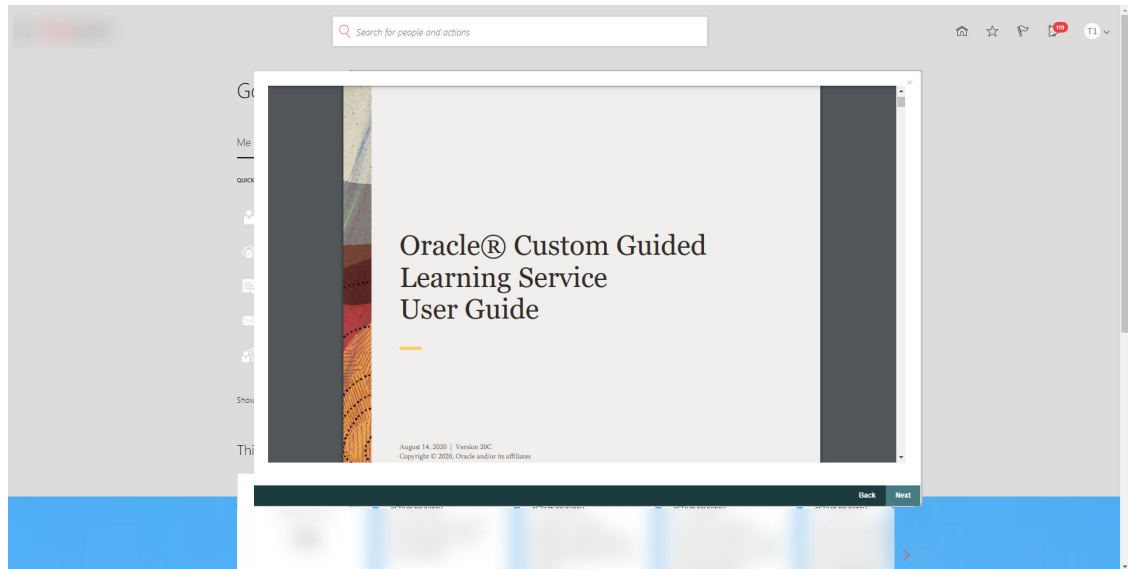 Search for people and actions
119
T1
Go
Me
QUICK
Show
Thi
Oracle® Custom Guided
Learning Service
User Guide
August 14, 2020 | Version 20C
Copyright © 2020, Oracle and/or its affiliates
Back
Next